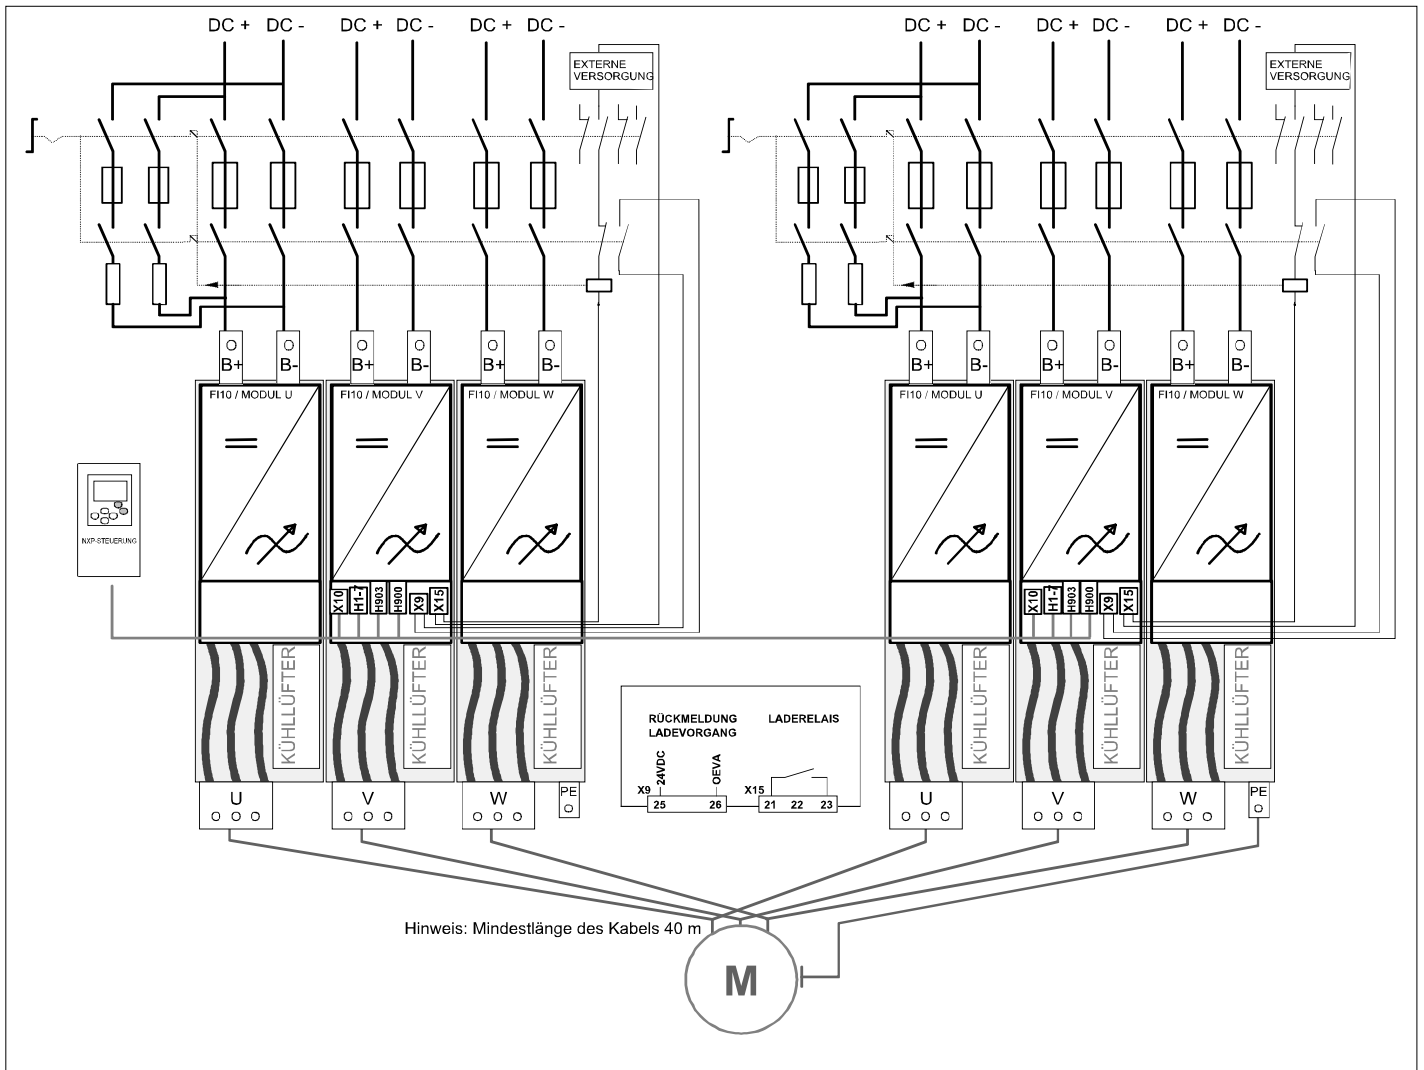 DC + DC - DC + DC - DC + DC - DC + DC - DC + DC - DC + DC -
EXTERNE
VERSORGUNG
EXTERNE
VERSORGUNG
B+ B- B+ B- B+ B- B+ B- B+ B- B+ B-
FI10 / MODUL U FI10 / MODUL V FI10 / MODUL W FI10 / MODUL U FI10 / MODUL V FI10 / MODUL W
NXP-STEUERUNG
X10 H1-7 H903 H900 X9 X15 X10 H1-7 H903 H900 X9 X15
KÜHLLÜFTER KÜHLLÜFTER KÜHLLÜFTER KÜHLLÜFTER KÜHLLÜFTER KÜHLLÜFTER
RÜCKMELDUNG
LADEVORGANG
LADERELAIS
24VDC OEVA
X9 25 26 X15 21 22 23
U V W PE U V W PE
Hinweis: Mindestlänge des Kabels 40 m
M